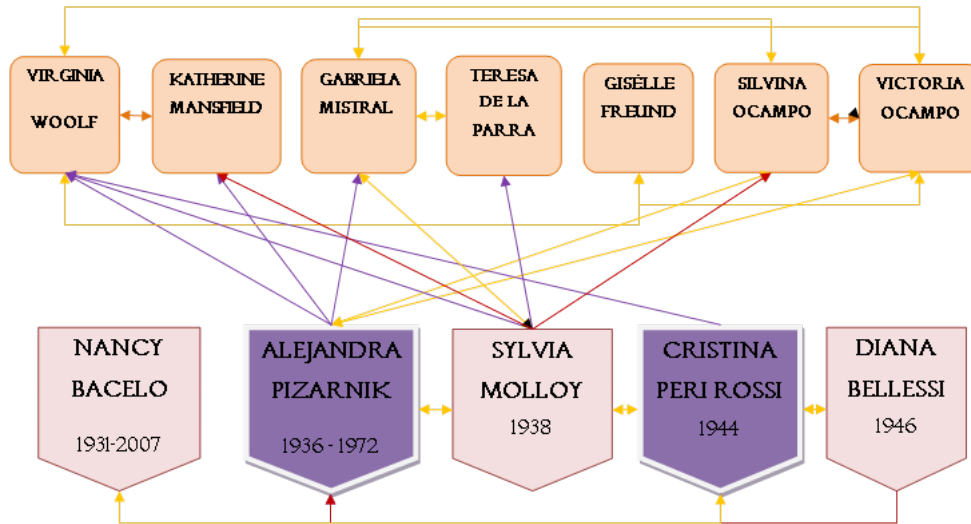 VIRGINIA
WOOLF
KATHERINE
MANSFIELD
GABRIELA
MISTRAL
TERESA
DE LA
PARRA
GISÈLLE
FREUND
SILVINA
OCAMPO
VICTORIA
OCAMPO
NANCY
BACELO
1931-2007
ALEJANDRA
PIZARNIK
1936 - 1972
SYLVIA
MOLLOY
1938
CRISTINA
PERI ROSSI
1944
DIANA
BELLESSI
1946